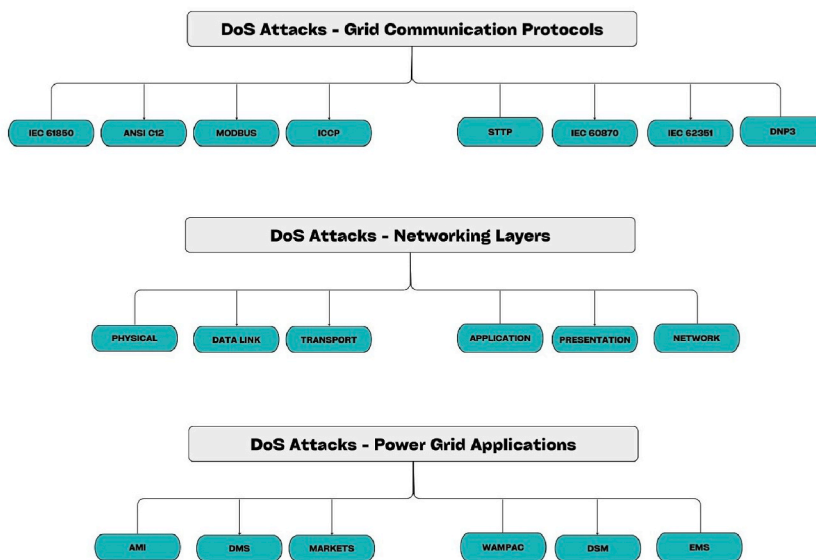 DoS Attacks - Grid Communication Protocols
IEC 61850
ANSI C12
MODBUS
ICCP
STTP
IEC 60870
IEC 62351
DNP3
DoS Attacks - Networking Layers
PHYSICAL
DATA LINK
TRANSPORT
APPLICATION
PRESENTATION
NETWORK
DoS Attacks - Power Grid Applications
AMI
DMS
MARKETS
WAMPAC
DSM
EMS